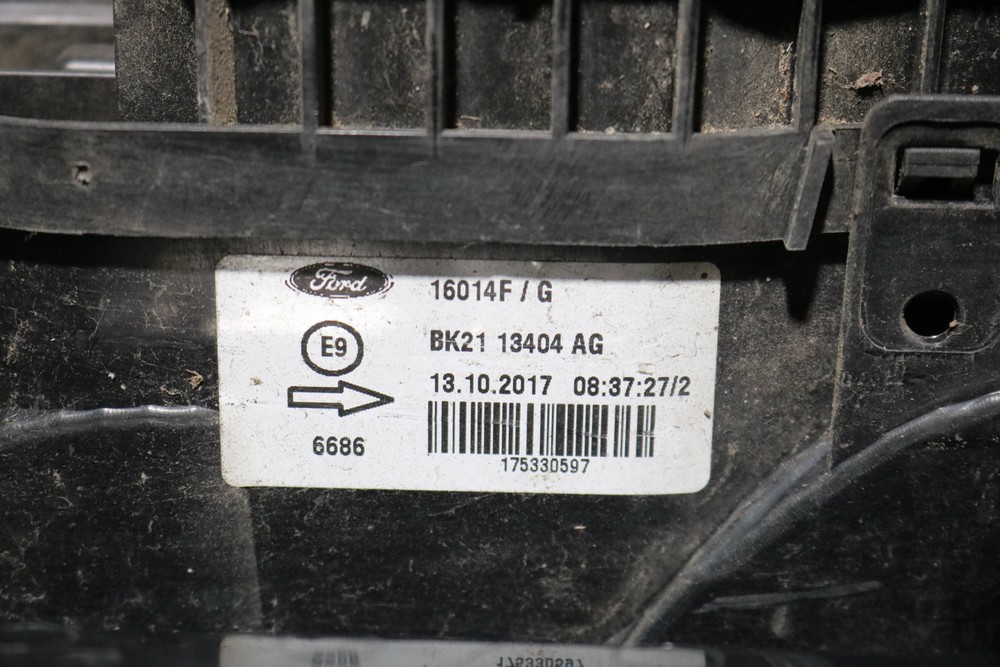 Ford
16014F / G
E9
BK21 13404 AG
13.10.2017 08:37:27/2
6686
175330597